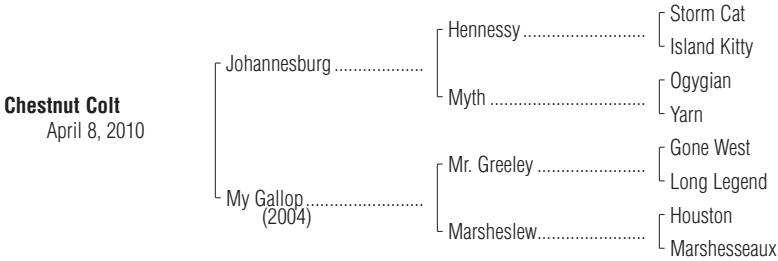 Storm Cat
Hennessy ..........................
Island Kitty
Johannesburg ...................
Ogygian
Myth .................................
Yarn
Chestnut Colt
April 8, 2010
Gone West
Mr. Greeley .......................
Long Legend
My Gallop.........................
(2004)
Houston
Marsheslew.......................
Marshesseaux